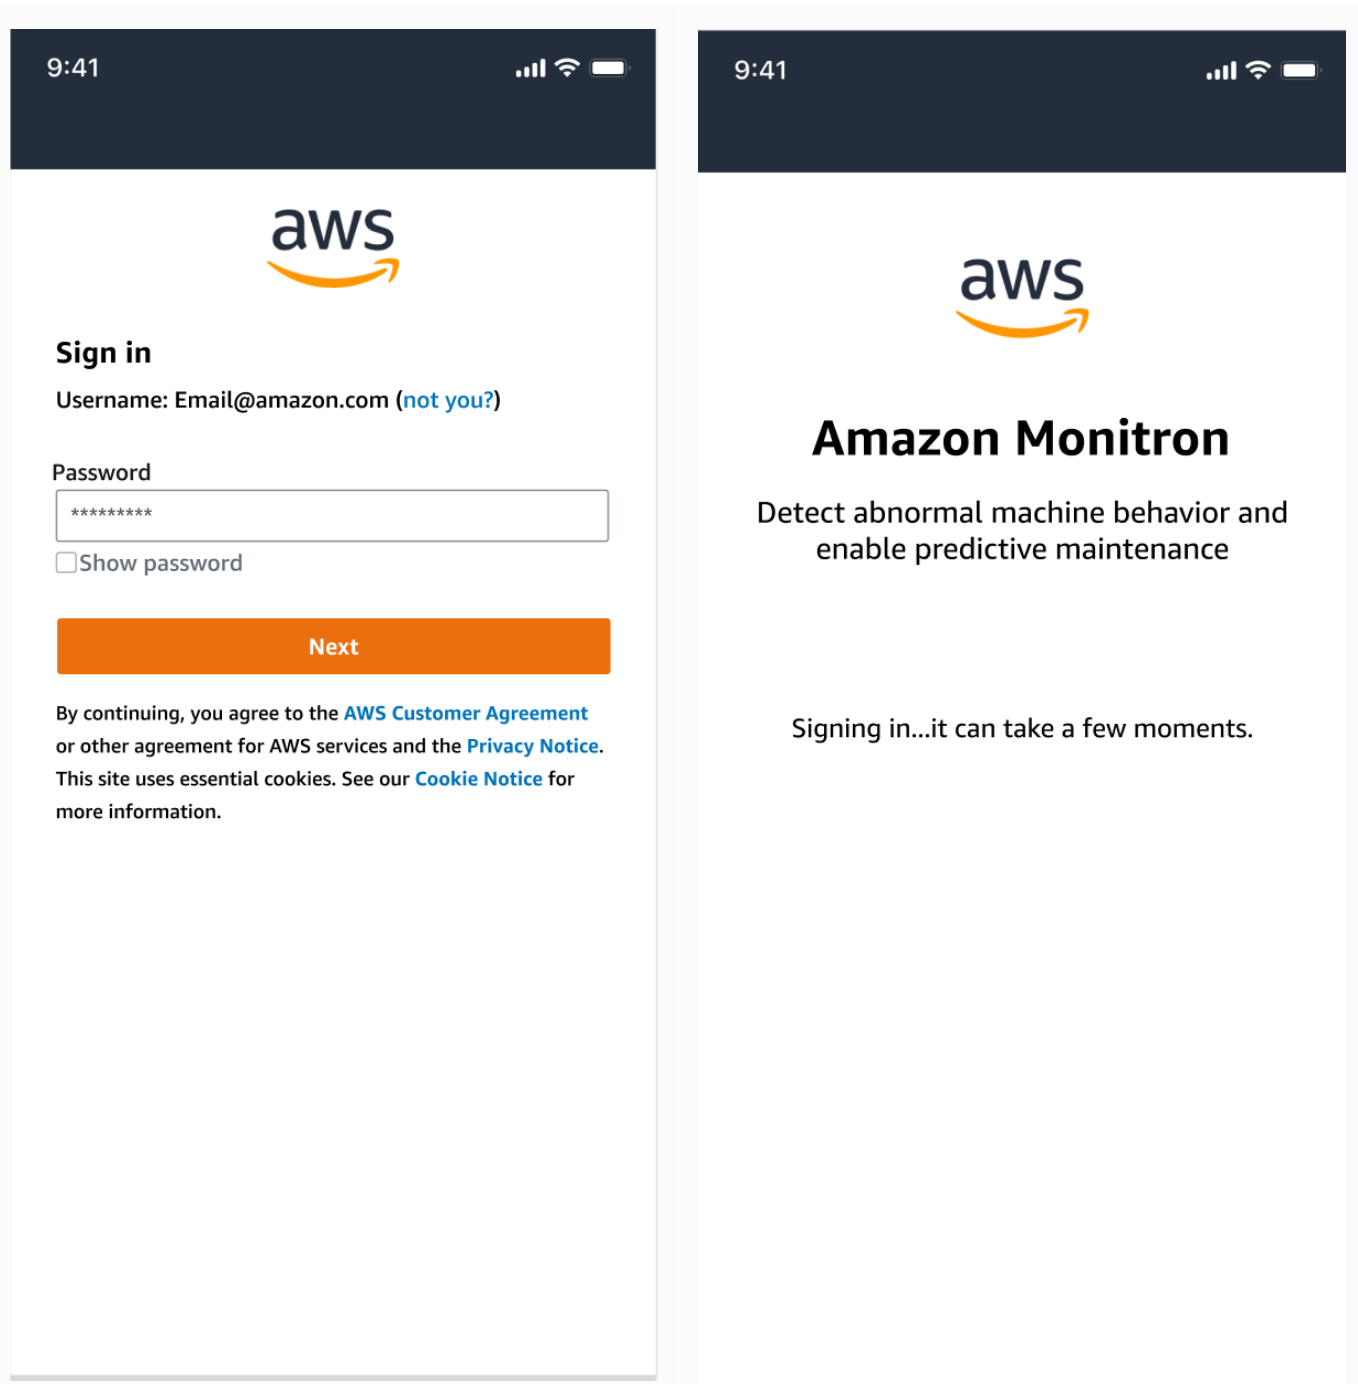 9:41
aws
Sign in
Username: Email@amazon.com (not you?)
Password
*********
Show password
Next
By continuing, you agree to the AWS Customer Agreement
or other agreement for AWS services and the Privacy Notice.
This site uses essential cookies. See our Cookie Notice for
more information.
9:41
aws
Amazon Monitron
Detect abnormal machine behavior and
enable predictive maintenance
Signing in...it can take a few moments.